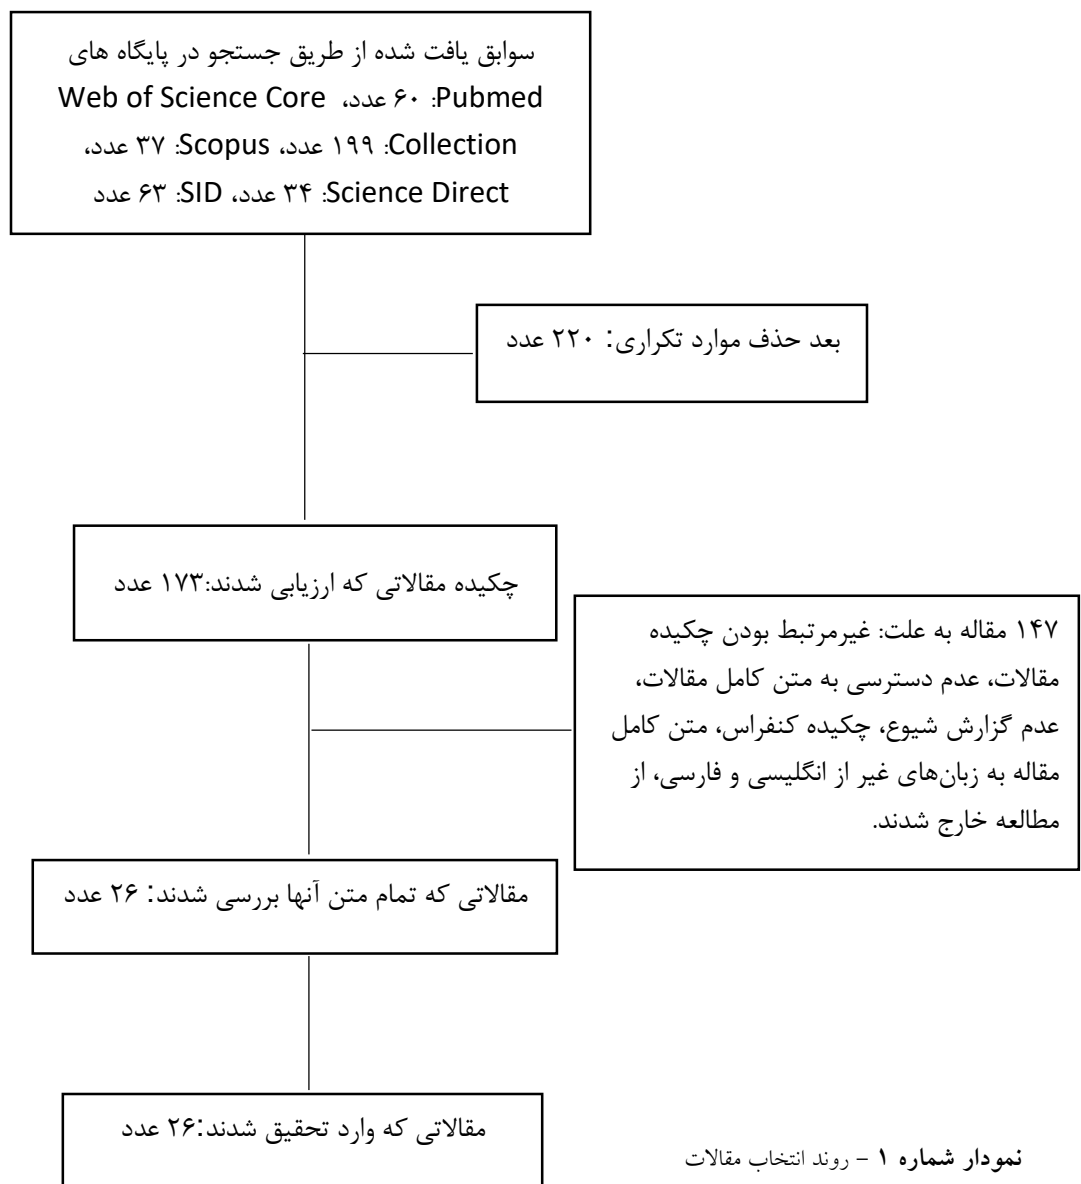 سوابق یافت شده از طریق جستجو در پایگاه های
Pubmed: ۶۰ عدد، Web of Science Core
Collection: ۱۹۹ عدد، Scopus: ۳۷ عدد،
Science Direct: ۳۴ عدد، SID: ۶۳ عدد
بعد حذف موارد تکراری: ۲۲۰ عدد
چکیده مقالاتی که ارزیابی شدند:۱۷۳ عدد
۱۴۷ مقاله به علت: غیرمرتبط بودن چکیده
مقالات، عدم دسترسی به متن کامل مقالات،
عدم گزارش شیوع، چکیده کنفراس، متن کامل
مقاله به زبان‌های غیر از انگلیسی و فارسی، از
مطالعه خارج شدند.
مقالاتی که تمام متن آنها بررسی شدند: ۲۶ عدد
مقالاتی که وارد تحقیق شدند:۲۶ عدد
نمودار شماره ۱ - روند انتخاب مقالات